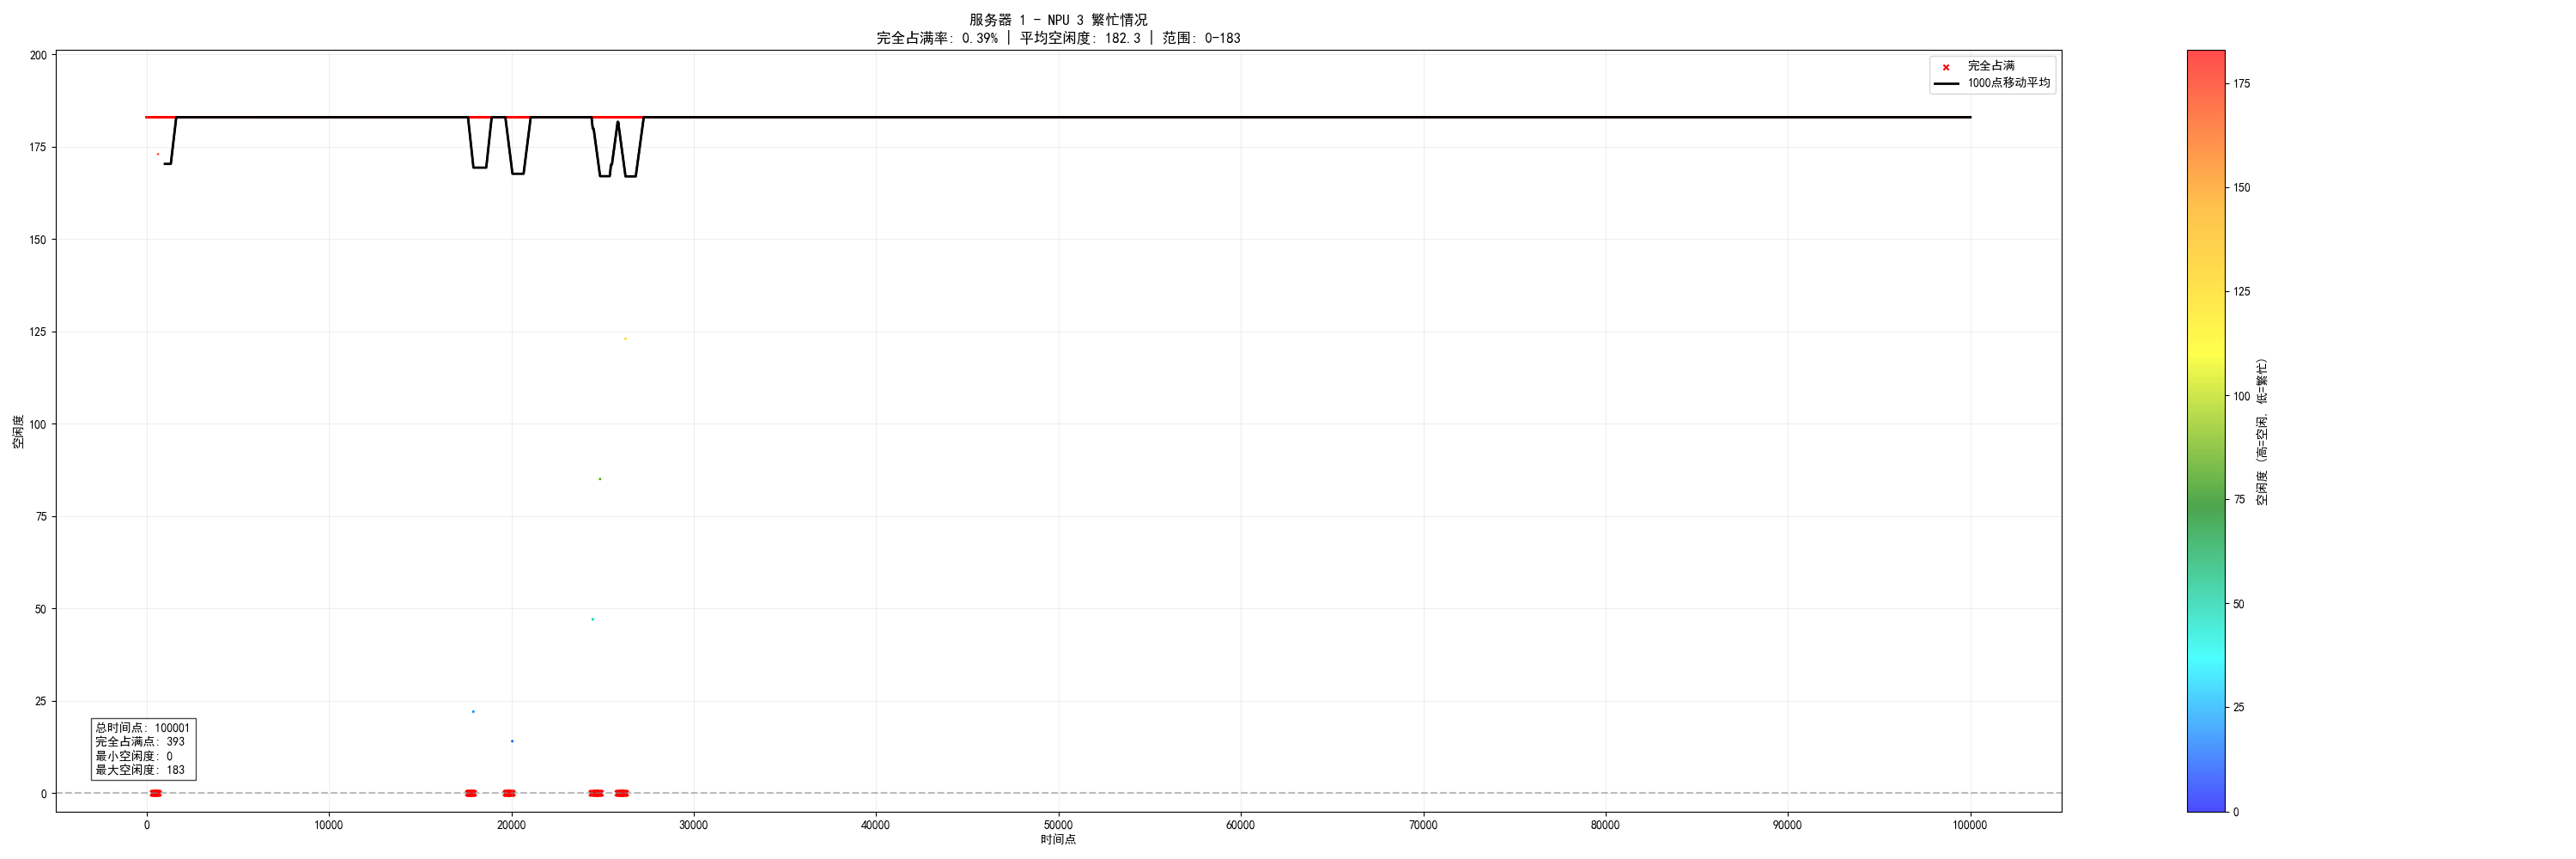 服务器 1 - NPU 3 繁忙情况
完全占满率: 0.39% | 平均空闲度: 182.3 | 范围: 0-183
完全占满
1000点移动平均
200
175
150
125
100
75
50
25
0
空闲度
总时间点: 100001
完全占满点: 393
最小空闲度: 0
最大空闲度: 183
0
10000
20000
30000
40000
50000
60000
70000
80000
90000
100000
时间点
175
150
125
100
75
50
25
0
空闲度 (高=空闲, 低=繁忙)